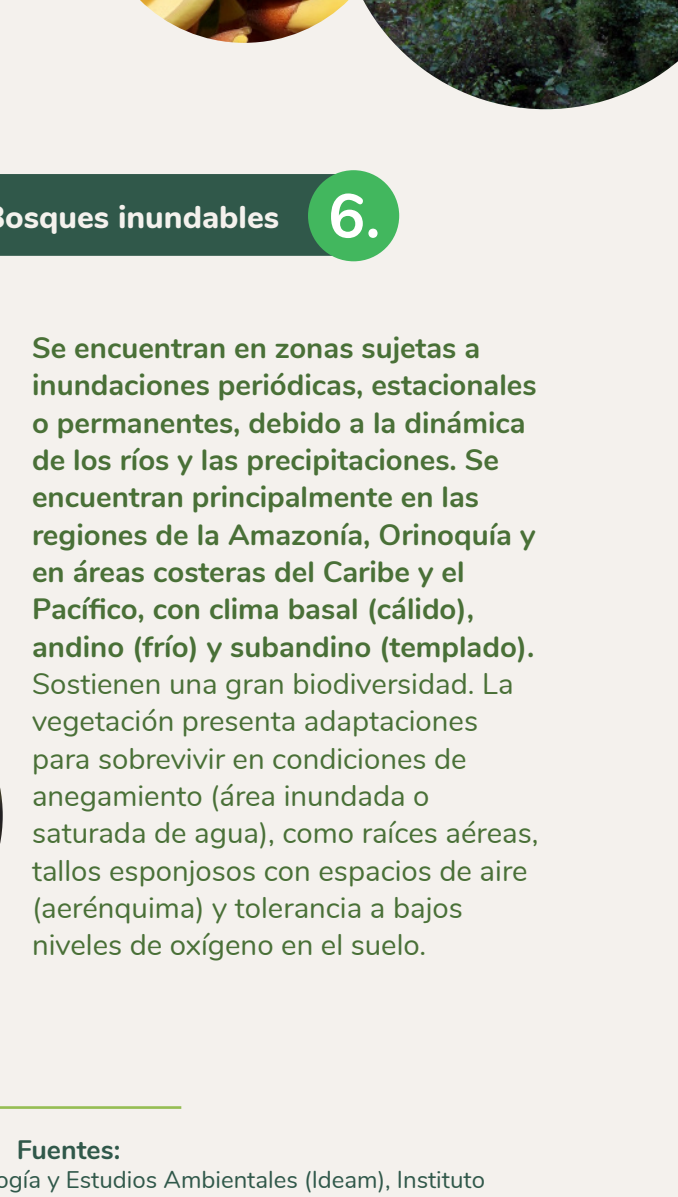 Bosques inundables
6.
Se encuentran en zonas sujetas a
inundaciones periódicas, estacionales
o permanentes, debido a la dinámica
de los ríos y las precipitaciones. Se
encuentran principalmente en las
regiones de la Amazonía, Orinoquía y
en áreas costeras del Caribe y el
Pacífico, con clima basal (cálido),
andino (frío) y subandino (templado).
Sostienen una gran biodiversidad. La
vegetación presenta adaptaciones
para sobrevivir en condiciones de
anegamiento (área inundada o
saturada de agua), como raíces aéreas,
tallos esponjosos con espacios de aire
(aerénquima) y tolerancia a bajos
niveles de oxígeno en el suelo.
Fuentes:
ogía y Estudios Ambientales (Ideam), Instituto